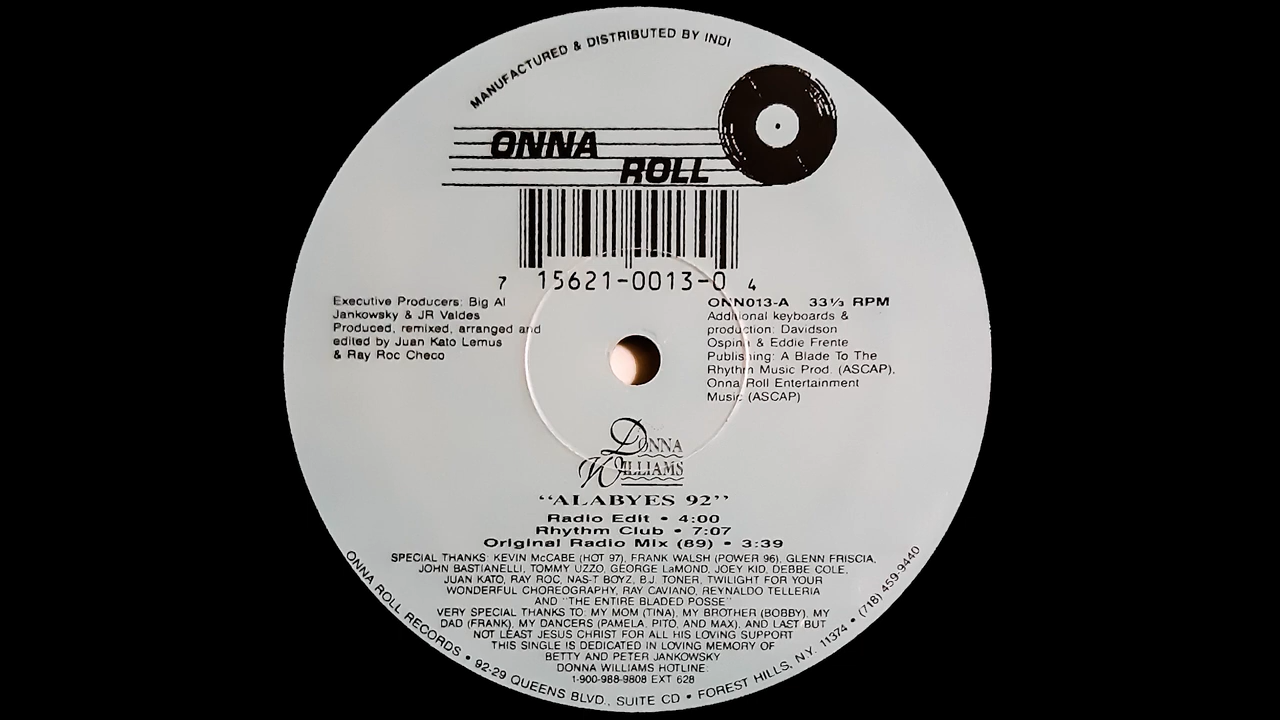 MANUFACTURED & DISTRIBUTED BY INDI
ONNA
ROLL
7 15621-0013-0 4
Executive Producers: Big Al
Jankowsky & JR Valdes
Produced, remixed, arranged and
edited by Juan Kato Lemus
& Ray Roc Checo
ONN013-A 33⅓ RPM
Additional keyboards &
production: Davidson
Ospina & Eddie Frente
Publishing: A Blade To The
Rhythm Music Prod. (ASCAP),
Onna Roll Entertainment
Music (ASCAP)
DONNA
WILLIAMS
"ALABYES 92"
Radio Edit • 4:00
Rhythm Club • 7:07
Original Radio Mix (89) • 3:39
SPECIAL THANKS: KEVIN McCABE (HOT 97), FRANK WALSH (POWER 96), GLENN FRISCIA,
JOHN BASTIANELLI, TOMMY UZZO, GEORGE LaMOND, JOEY KID, DEBBE COLE,
JUAN KATO, RAY ROC, NAS-T BOYZ, B.J. TONER, TWILIGHT FOR YOUR
WONDERFUL CHOREOGRAPHY, RAY CAVIANO, REYNALDO TELLERIA
AND "THE ENTIRE BLADED POSSE"
VERY SPECIAL THANKS TO: MY MOM (TINA), MY BROTHER (BOBBY), MY
DAD (FRANK), MY DANCERS (PAMELA, PITO, AND MAX), AND LAST BUT
NOT LEAST JESUS CHRIST FOR ALL HIS LOVING SUPPORT
THIS SINGLE IS DEDICATED IN LOVING MEMORY OF
BETTY AND PETER JANKOWSKY
DONNA WILLIAMS HOTLINE:
1-900-988-9808 EXT 628
ONNA ROLL RECORDS • 92-29 QUEENS BLVD., SUITE CD • FOREST HILLS, N.Y. 11374 • (718) 459-9440